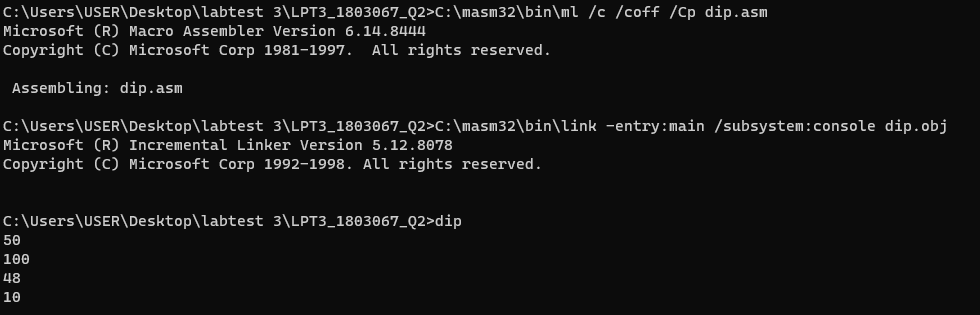 C:\Users\USER\Desktop\labtest 3\LPT3_1803067_Q2>C:\masm32\bin\ml /c /coff /Cp dip.asm
Microsoft (R) Macro Assembler Version 6.14.8444
Copyright (C) Microsoft Corp 1981-1997.  All rights reserved.
 Assembling: dip.asm
C:\Users\USER\Desktop\labtest 3\LPT3_1803067_Q2>C:\masm32\bin\link -entry:main /subsystem:console dip.obj
Microsoft (R) Incremental Linker Version 5.12.8078
Copyright (C) Microsoft Corp 1992-1998. All rights reserved.
C:\Users\USER\Desktop\labtest 3\LPT3_1803067_Q2>dip
50
100
48
10